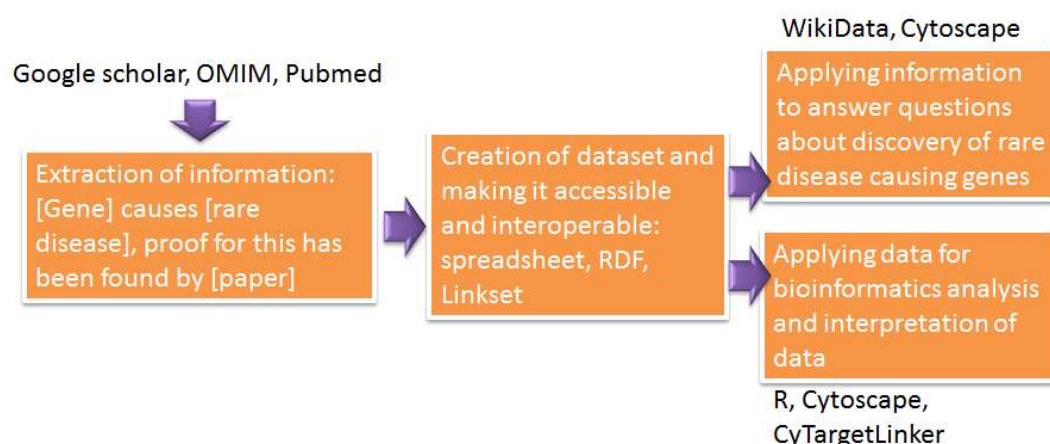 Google scholar, OMIM, Pubmed
Extraction of information:
[Gene] causes [rare
disease], proof for this has
been found by [paper]
Creation of dataset and
making it accessible
and interoperable:
spreadsheet, RDF,
Linkset
WikiData, Cytoscape
Applying information
to answer questions
about discovery of rare
disease causing genes
Applying data for
bioinformatics analysis
and interpretation of
data
R, Cytoscape,
CyTargetLinker